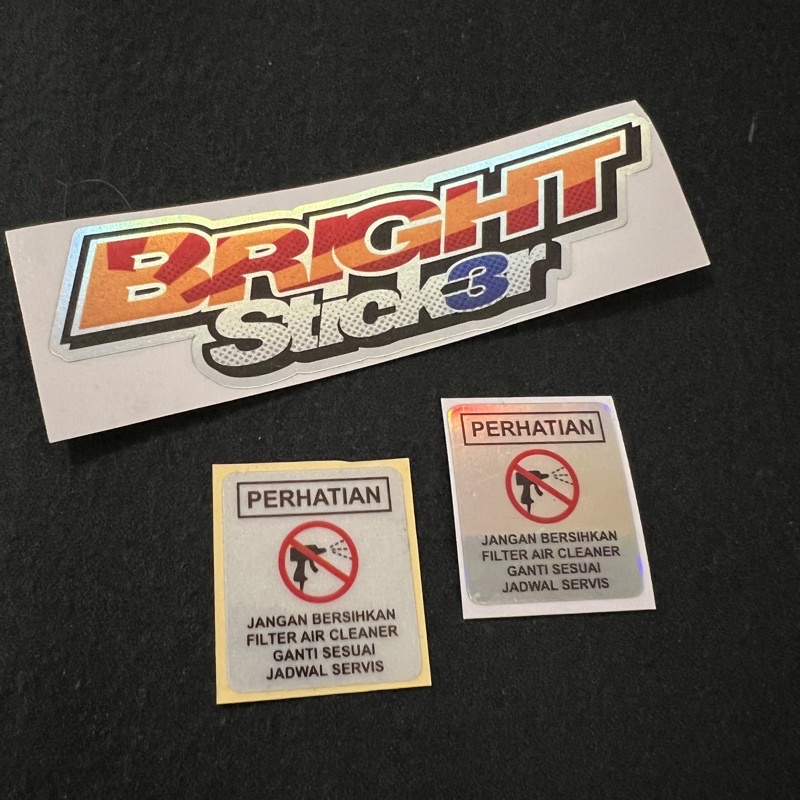 BRIGHT
Stick3r
PERHATIAN
JANGAN BERSIHKAN
FILTER AIR CLEANER
GANTI SESUAI
JADWAL SERVIS
PERHATIAN
JANGAN BERSIHKAN
FILTER AIR CLEANER
GANTI SESUAI
JADWAL SERVIS